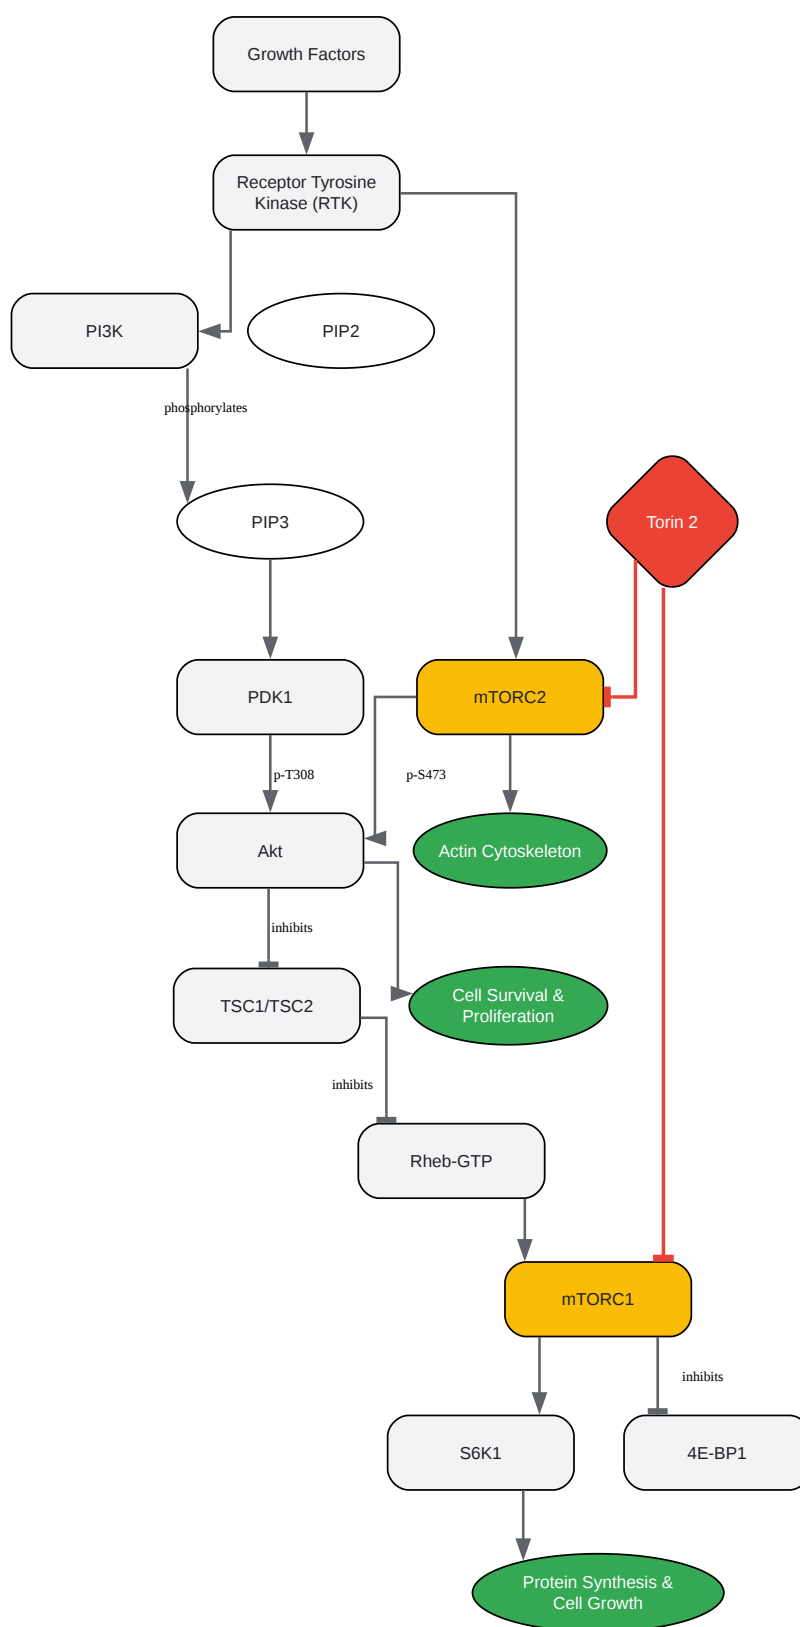 Growth Factors
Receptor Tyrosine
Kinase (RTK)
PI3K
PIP2
phosphorylates
PIP3
Torin 2
PDK1
mTORC2
p-T308
p-S473
Akt
Actin Cytoskeleton
inhibits
Cell Survival &
Proliferation
TSC1/TSC2
inhibits
Rheb-GTP
mTORC1
inhibits
S6K1
4E-BP1
Protein Synthesis &
Cell Growth